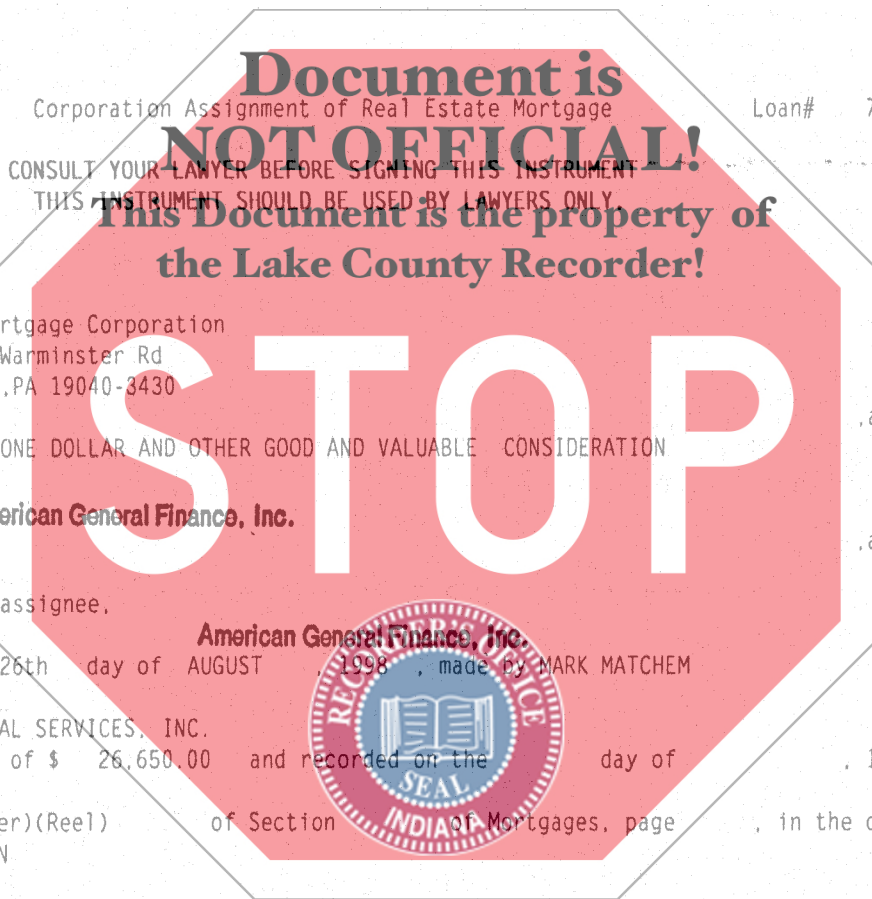 Document is
Corporation Assignment of Real Estate Mortgage Loan# 7
NOT OFFICIAL!
CONSULT YOUR LAWYER BEFORE SIGNING THIS INSTRUMENT
THIS INSTRUMENT SHOULD BE USED BY LAWYERS ONLY.
This Document is the property of
the Lake County Recorder!
rtgage Corporation
Warminster Rd
,PA 19040-3430
STOP
ONE DOLLAR AND OTHER GOOD AND VALUABLE CONSIDERATION
erican General Finance, Inc.
assignee,
American General Finance, Inc.
26th day of AUGUST , 1998 , made by MARK MATCHEM
AL SERVICES, INC.
of $ 26,650.00 and recorded on the day of , 1
er)(Reel) of Section of Mortgages, page , in the o
N
RECORDER'S OFFICE
SEAL
INDIANA